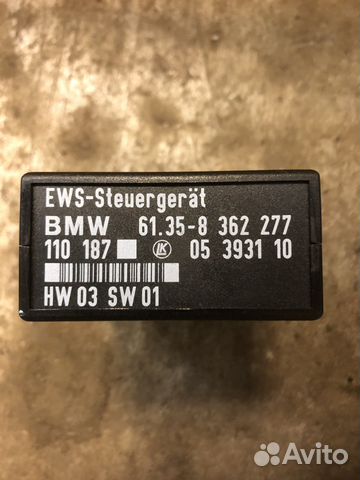 EWS-Steuergerät
BMW 61.35-8 362 277
110 187 LK 05 3931 10
HW 03 SW 01
Avito